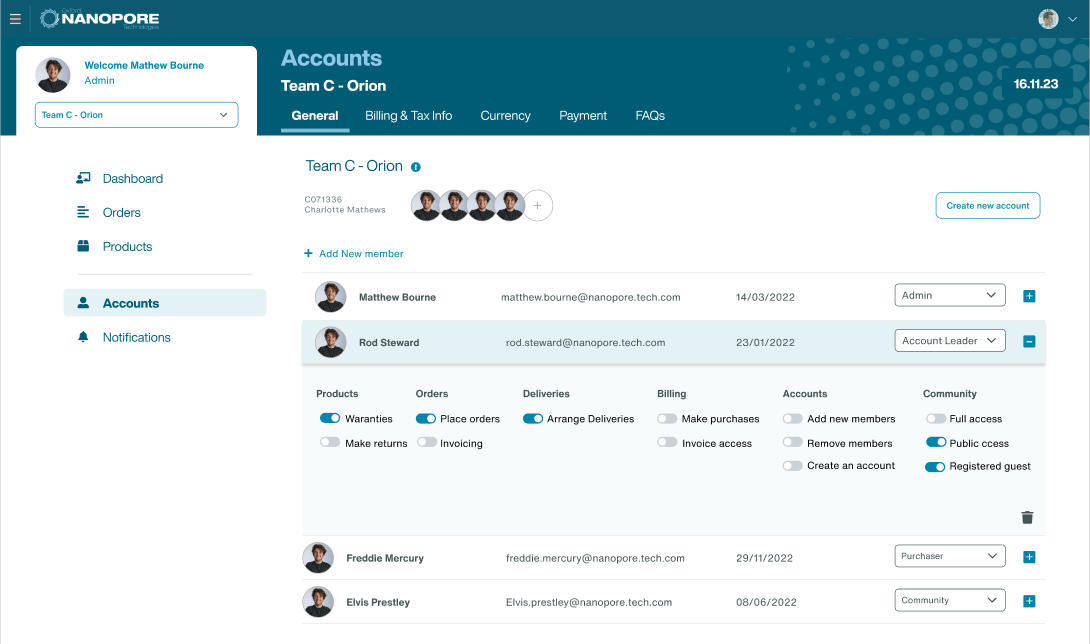 Oxford
NANOPORE
Technologies
Welcome Mathew Bourne
Admin
Team C - Orion
Accounts
Team C - Orion
16.11.23
General Billing & Tax Info Currency Payment FAQs
Dashboard
Orders
Products
Accounts
Notifications
Team C - Orion
C071336
Charlotte Mathews
Create new account
Add New member
Matthew Bourne matthew.bourne@nanopore.tech.com 14/03/2022 Admin
Rod Steward rod.steward@nanopore.tech.com 23/01/2022 Account Leader
Products Orders Deliveries Billing Accounts Community
Waranties Place orders Arrange Deliveries Make purchases Add new members Full access
Make returns Invoicing Invoice access Remove members Public ccess
Create an account Registered guest
Freddie Mercury freddie.mercury@nanopore.tech.com 29/11/2022 Purchaser
Elvis Prestley Elvis.prestley@nanopore.tech.com 08/06/2022 Community